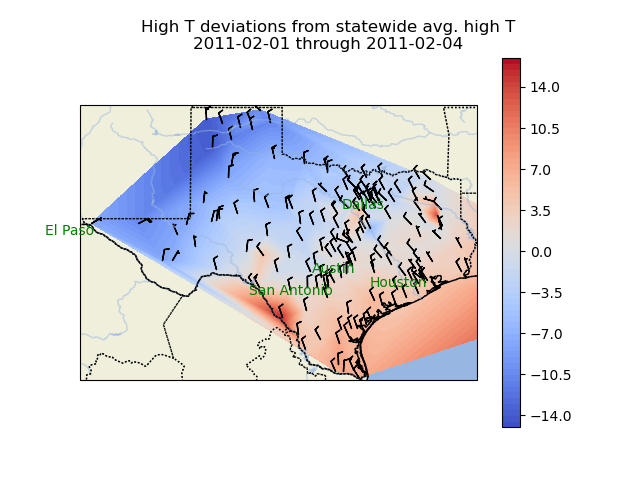 High T deviations from statewide avg. high T
2011-02-01 through 2011-02-04
14.0
10.5
7.0
3.5
0.0
−3.5
−7.0
−10.5
−14.0
Dallas
El Paso
Austin
Houston
San Antonio